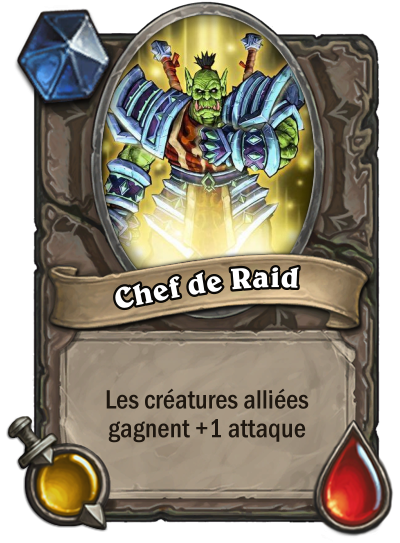 Chef de Raid
Les créatures alliées
gagnent +1 attaque